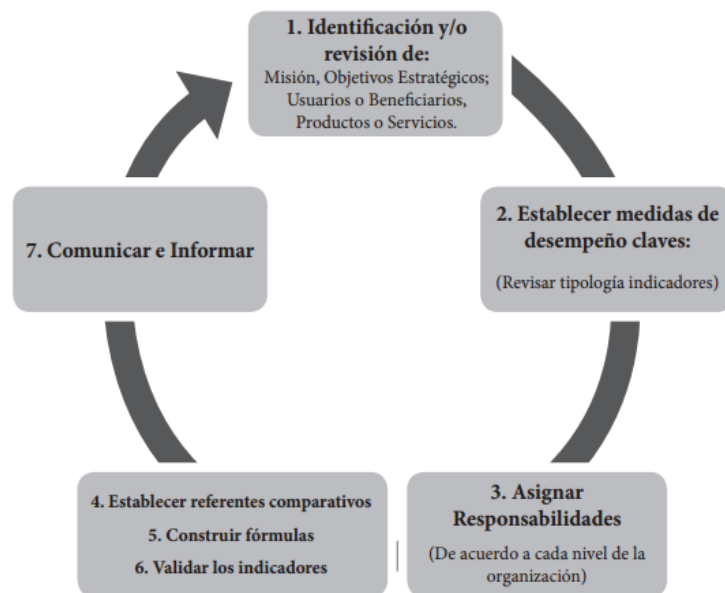 1. Identificación y/o
revisión de:
Misión, Objetivos Estratégicos;
Usuarios o Beneficiarios,
Productos o Servicios.
2. Establecer medidas de
desempeño claves:
(Revisar tipología indicadores)
3. Asignar
Responsabilidades
(De acuerdo a cada nivel de la
organización)
4. Establecer referentes comparativos
5. Construir fórmulas
6. Validar los indicadores
7. Comunicar e Informar